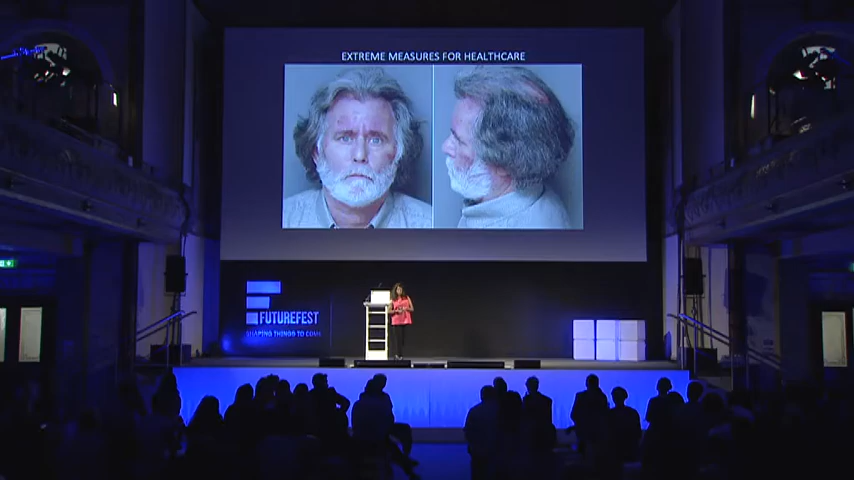 EXTREME MEASURES FOR HEALTHCARE
FUTUREFEST
SHAPING THINGS TO COME